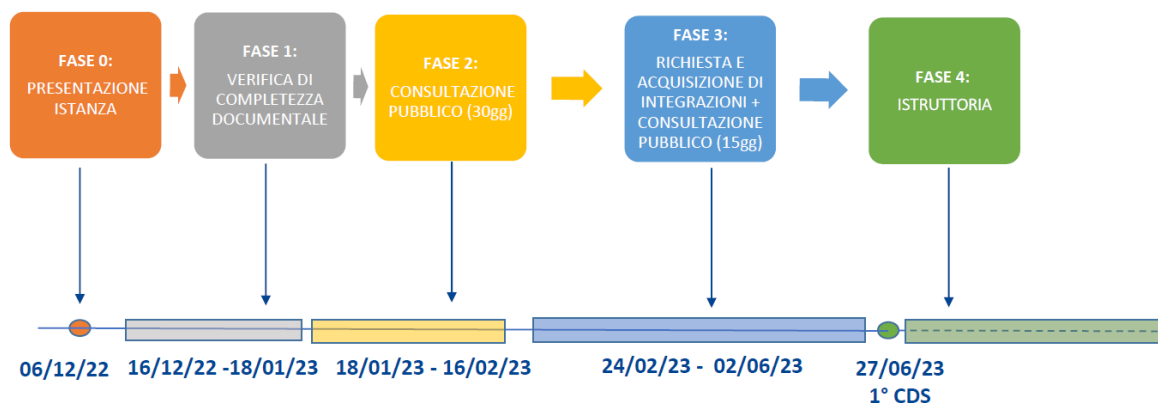 FASE 0:
PRESENTAZIONE
ISTANZA
FASE 1:
VERIFICA DI
COMPLETEZZA
DOCUMENTALE
FASE 2:
CONSULTAZIONE
PUBBLICO (30gg)
FASE 3:
RICHIESTA E
ACQUISIZIONE DI
INTEGRAZIONI +
CONSULTAZIONE
PUBBLICO (15gg)
FASE 4:
ISTRUTTORIA
06/12/22
16/12/22 -18/01/23
18/01/23 - 16/02/23
24/02/23 - 02/06/23
27/06/23
1° CDS